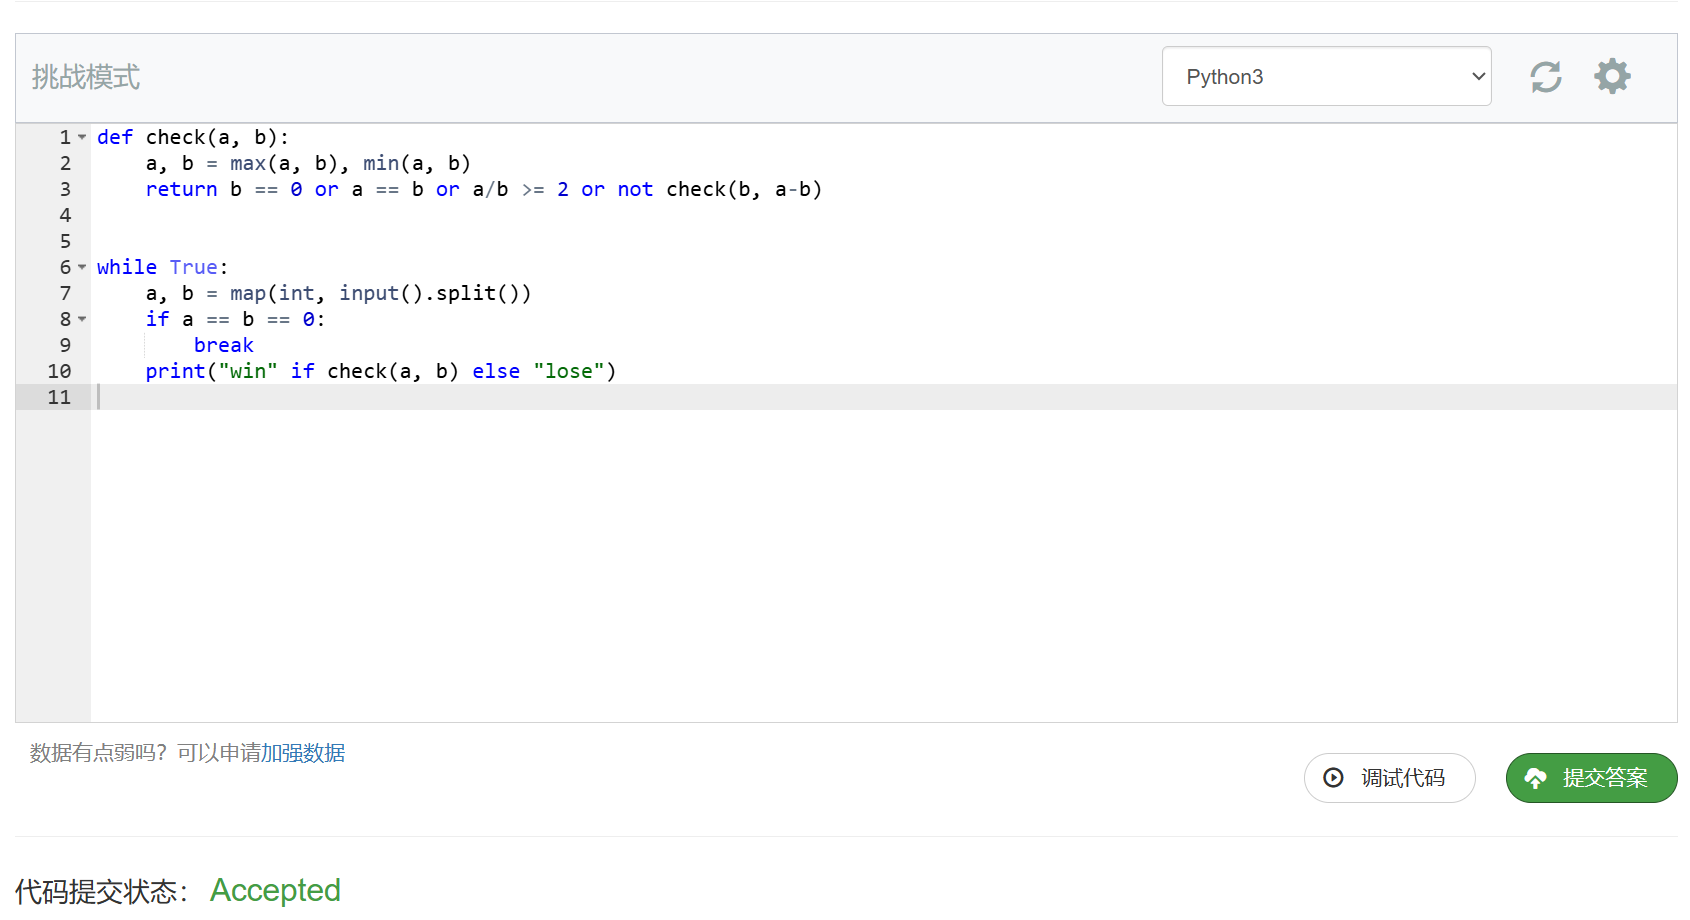 挑战模式
Python3
1 def check(a, b):
2     a, b = max(a, b), min(a, b)
3     return b == 0 or a == b or a/b >= 2 or not check(b, a-b)
4
5
6 while True:
7     a, b = map(int, input().split())
8     if a == b == 0:
9         break
10     print("win" if check(a, b) else "lose")
11
数据有点弱吗? 可以申请加强数据
调试代码
提交答案
代码提交状态: Accepted